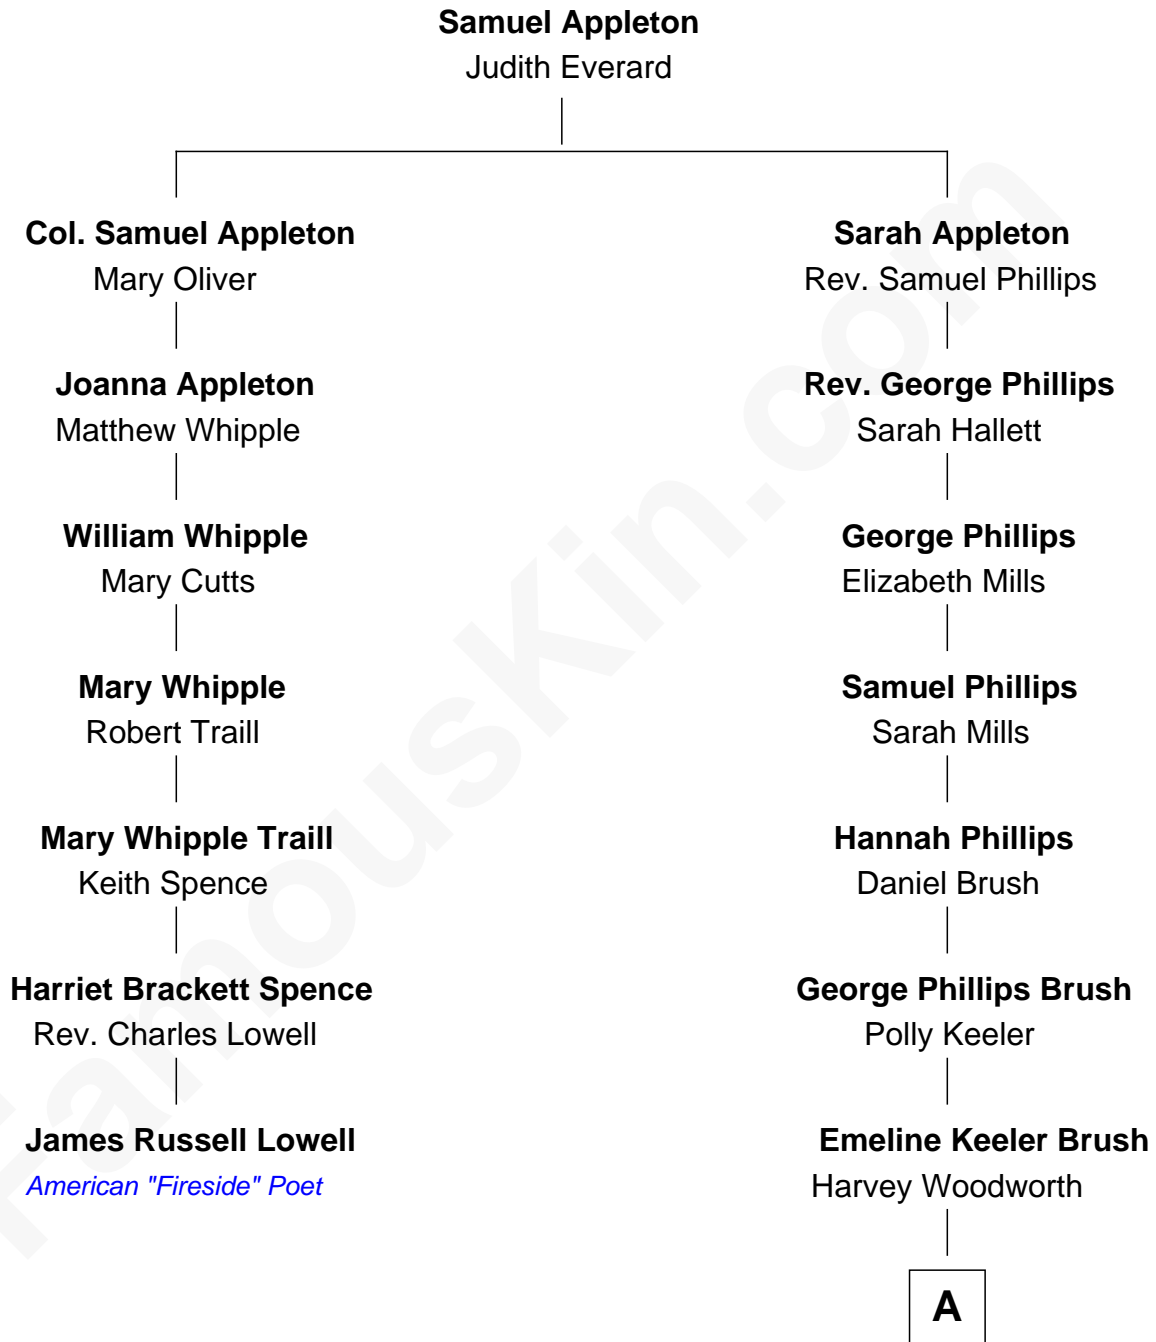 Samuel Appleton
Judith Everard
Col. Samuel Appleton
Mary Oliver
Sarah Appleton
Rev. Samuel Phillips
Joanna Appleton
Matthew Whipple
Rev. George Phillips
Sarah Hallett
William Whipple
Mary Cutts
George Phillips
Elizabeth Mills
Mary Whipple
Robert Traill
Samuel Phillips
Sarah Mills
Mary Whipple Traill
Keith Spence
Hannah Phillips
Daniel Brush
Harriet Brackett Spence
Rev. Charles Lowell
George Phillips Brush
Polly Keeler
James Russell Lowell
American "Fireside" Poet
Emeline Keeler Brush
Harvey Woodworth
A
FamousKin.com